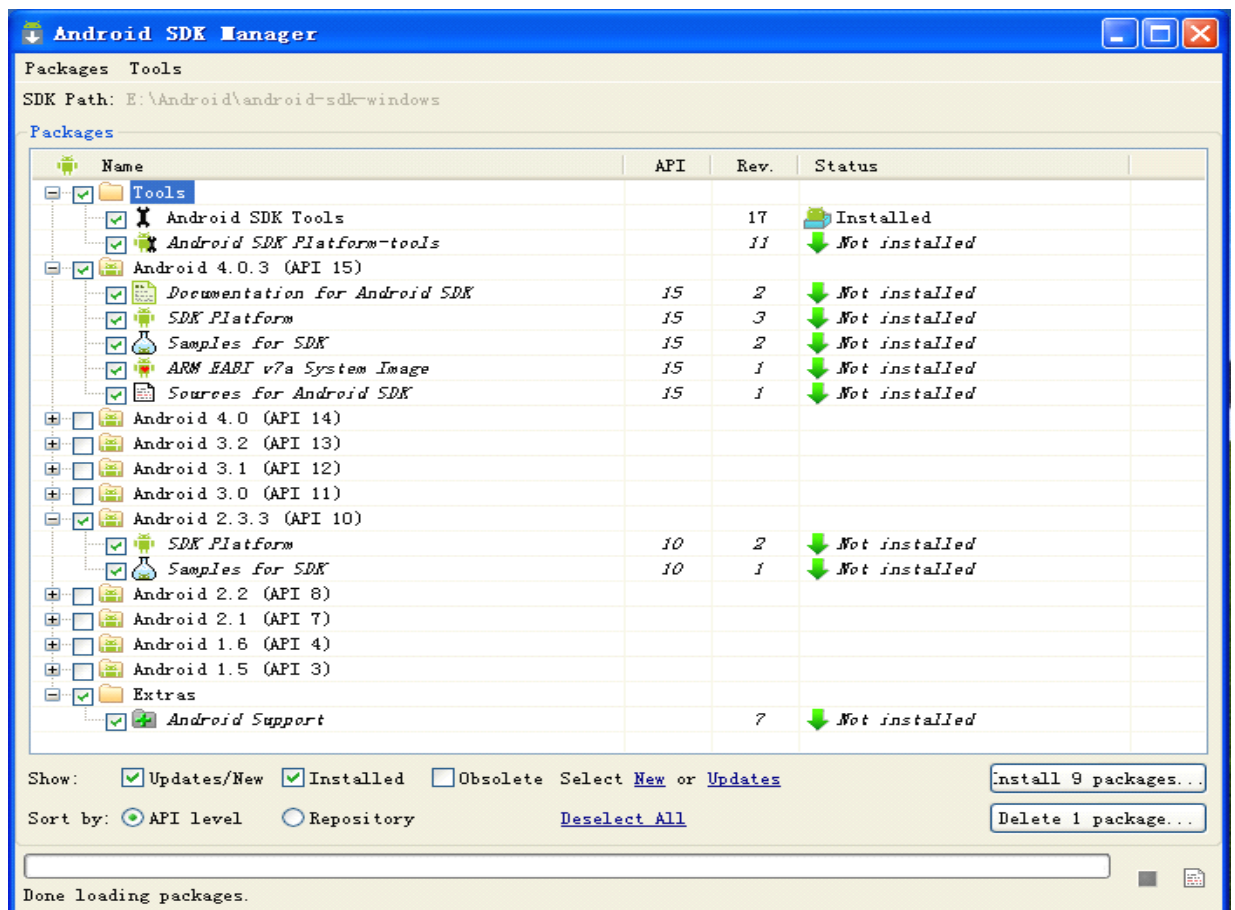 Android SDK Manager
Packages Tools
SDK Path: E:\Android\android-sdk-windows
Packages
Name API Rev. Status
Tools
Android SDK Tools 17 Installed
Android SDK Platform-tools 11 Not installed
Android 4.0.3 (API 15)
Documentation for Android SDK 15 2 Not installed
SDK Platform 15 3 Not installed
Samples for SDK 15 2 Not installed
ARM EABI v7a System Image 15 1 Not installed
Sources for Android SDK 15 1 Not installed
Android 4.0 (API 14)
Android 3.2 (API 13)
Android 3.1 (API 12)
Android 3.0 (API 11)
Android 2.3.3 (API 10)
SDK Platform 10 2 Not installed
Samples for SDK 10 1 Not installed
Android 2.2 (API 8)
Android 2.1 (API 7)
Android 1.6 (API 4)
Android 1.5 (API 3)
Extras
Android Support 7 Not installed
Show: Updates/New Installed Obsolete Select New or Updates Install 9 packages...
Sort by: API level Repository Deselect All Delete 1 package...
Done loading packages.